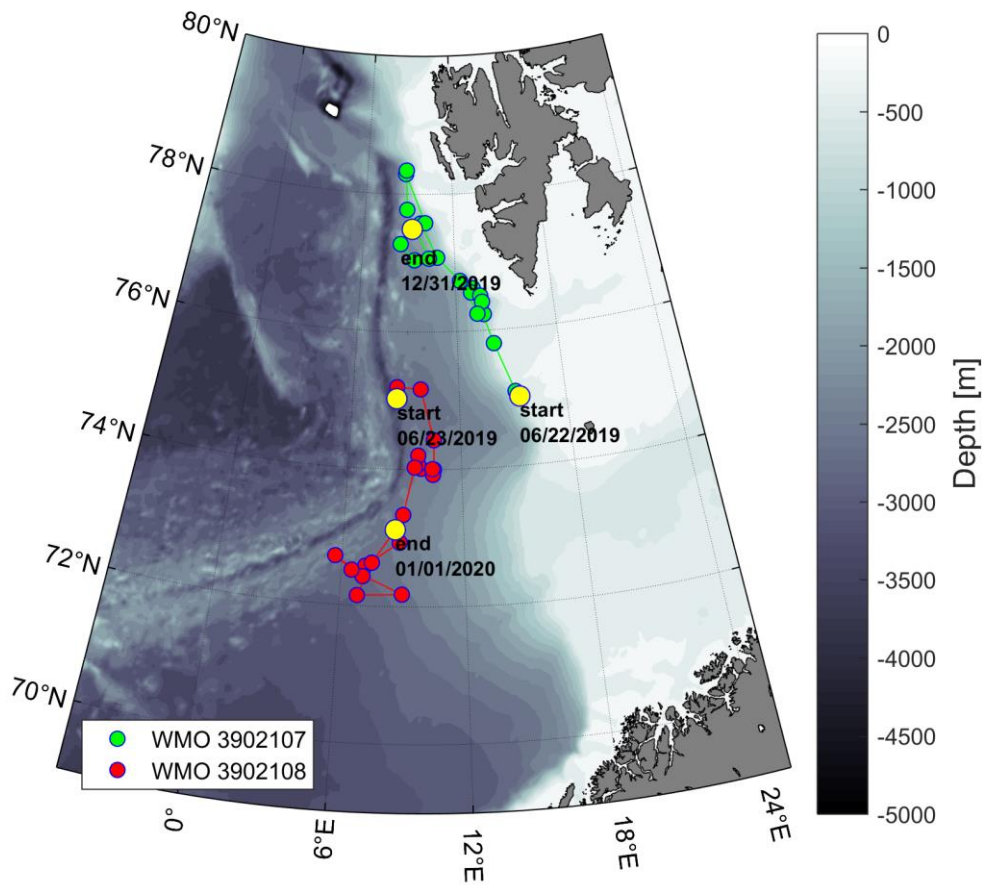 80°N
78°N
76°N
74°N
72°N
70°N
end
12/31/2019
start
06/23/2019
start
06/22/2019
end
01/01/2020
WMO 3902107
WMO 3902108
0°
6°E
12°E
18°E
24°E
0
-500
-1000
-1500
-2000
-2500
-3000
-3500
-4000
-4500
-5000
Depth [m]